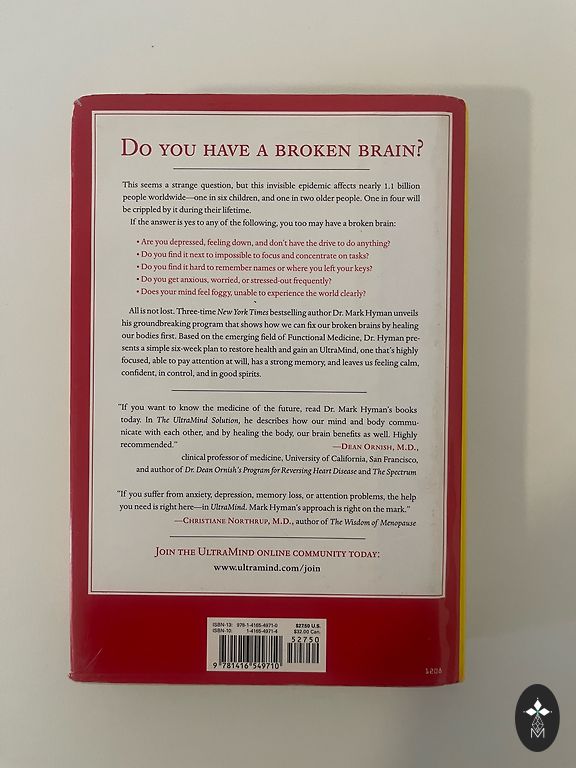 DO YOU HAVE A BROKEN BRAIN?
This seems a strange question, but this invisible epidemic affects nearly 1.1 billion
people worldwide—one in six children, and one in two older people. One in four will
be crippled by it during their lifetime.
If the answer is yes to any of the following, you too may have a broken brain:
• Are you depressed, feeling down, and don't have the drive to do anything?
• Do you find it next to impossible to focus and concentrate on tasks?
• Do you find it hard to remember names or where you left your keys?
• Do you get anxious, worried, or stressed-out frequently?
• Does your mind feel foggy, unable to experience the world clearly?
All is not lost. Three-time New York Times bestselling author Dr. Mark Hyman unveils
his groundbreaking program that shows how we can fix our broken brains by healing
our bodies first. Based on the emerging field of Functional Medicine, Dr. Hyman pre-
sents a simple six-week plan to restore health and gain an UltraMind, one that's highly
focused, able to pay attention at will, has a strong memory, and leaves us feeling calm,
confident, in control, and in good spirits.
"If you want to know the medicine of the future, read Dr. Mark Hyman's books
today. In The UltraMind Solution, he describes how our mind and body commu-
nicate with each other, and by healing the body, our brain benefits as well. Highly
recommended." —DEAN ORNISH, M.D.,
clinical professor of medicine, University of California, San Francisco,
and author of Dr. Dean Ornish's Program for Reversing Heart Disease and The Spectrum
"If you suffer from anxiety, depression, memory loss, or attention problems, the help
you need is right here—in UltraMind. Mark Hyman's approach is right on the mark."
—CHRISTIANE NORTHRUP, M.D., author of The Wisdom of Menopause
JOIN THE ULTRAMIND ONLINE COMMUNITY TODAY:
www.ultramind.com/join
ISBN-13: 978-1-4165-4971-0 $27.50 U.S.
ISBN-10: 1-4165-4971-4 $32.00 Can.
52750
9 781416 549710
1208
M